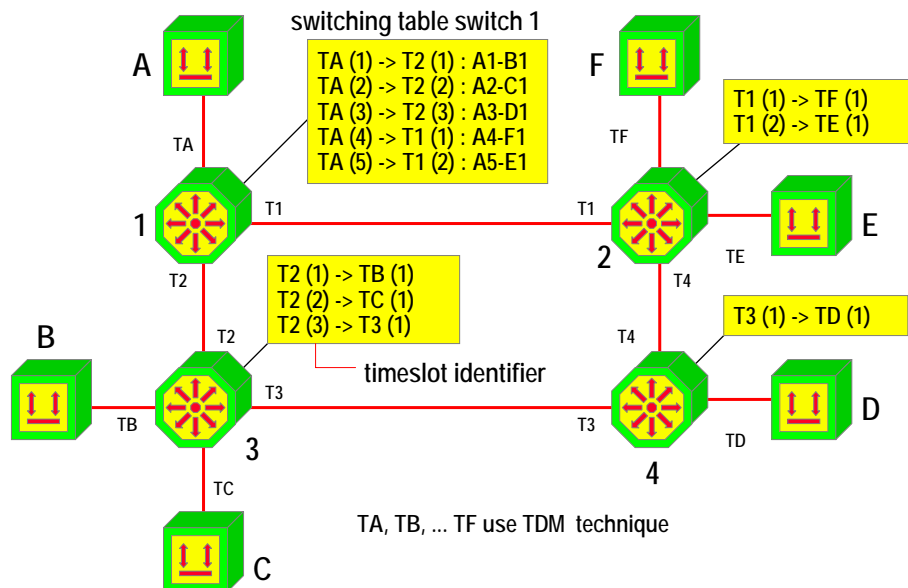 switching table switch 1
A
TA (1) -> T2 (1) : A1-B1
TA (2) -> T2 (2) : A2-C1
TA (3) -> T2 (3) : A3-D1
TA (4) -> T1 (1) : A4-F1
TA (5) -> T1 (2) : A5-E1
F
T1 (1) -> TF (1)
T1 (2) -> TE (1)
TA
TF
1
T1
T1
2
E
TE
T2
T4
T2 (1) -> TB (1)
T2 (2) -> TC (1)
T2 (3) -> T3 (1)
T3 (1) -> TD (1)
B
T2
T4
timeslot identifier
T3
T3
D
TB
TD
3
4
TC
TA, TB, ... TF use TDM technique
C